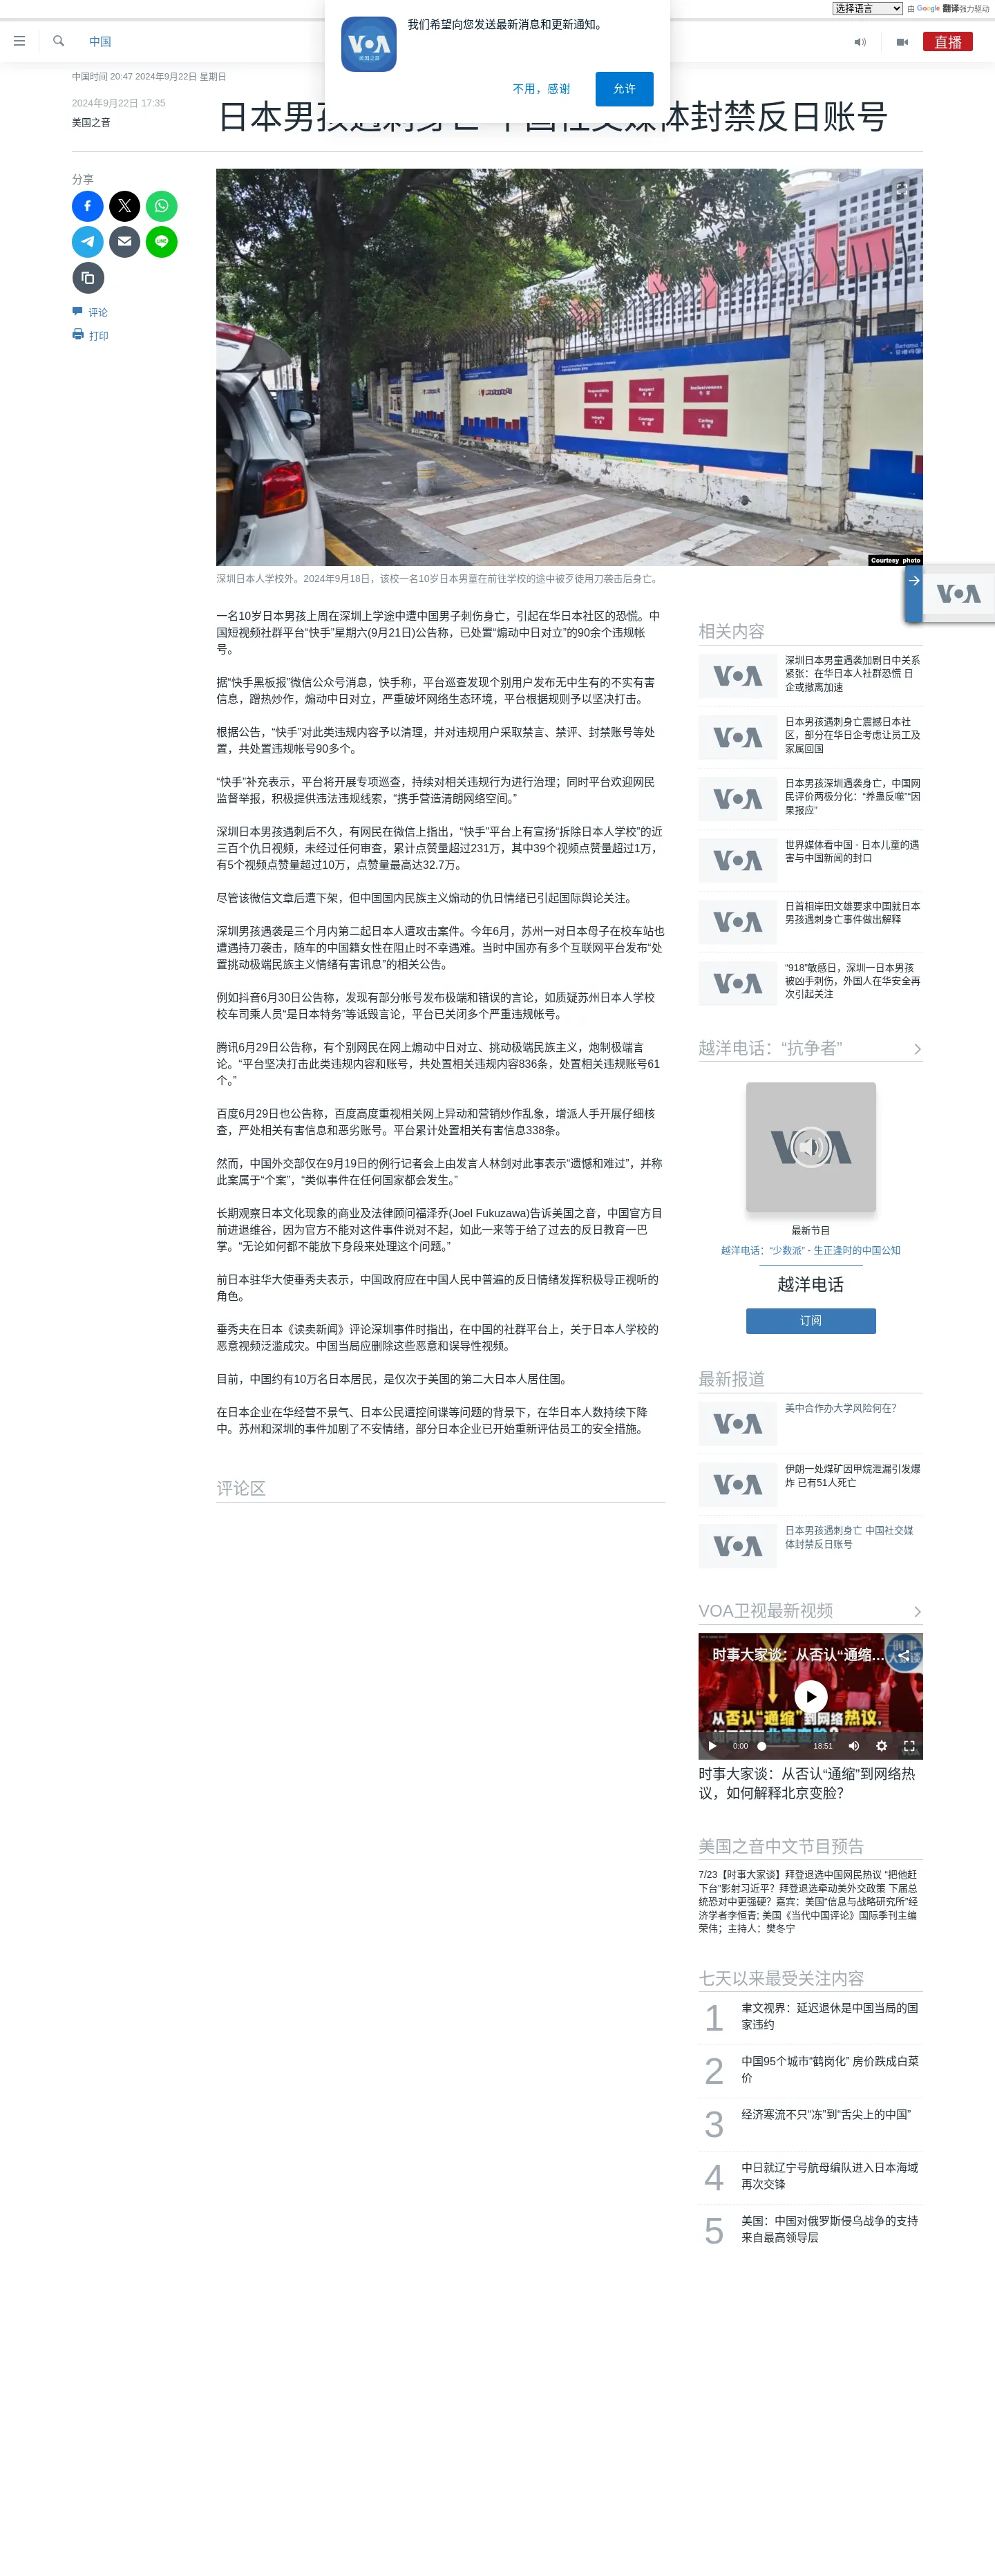 选择语言
由 Google 翻译强力驱动
中国
直播
我们希望向您发送最新消息和更新通知。
VOA
美国之音
不用，感谢
允许
中国时间 20:47 2024年9月22日 星期日
2024年9月22日 17:35
美国之音
日本男孩遇刺身亡 中国社交媒体封禁反日账号
分享
评论
打印
Responsibility
Respect
Inclusiveness
Integrity
Courage
Caring
Courtesy photo
深圳日本人学校外。2024年9月18日，该校一名10岁日本男童在前往学校的途中被歹徒用刀袭击后身亡。
一名10岁日本男孩上周在深圳上学途中遭中国男子刺伤身亡，引起在华日本社区的恐慌。中
国短视频社群平台“快手”星期六(9月21日)公告称，已处置“煽动中日对立”的90余个违规帐
号。
据“快手黑板报”微信公众号消息，快手称，平台巡查发现个别用户发布无中生有的不实有害
信息，蹭热炒作，煽动中日对立，严重破坏网络生态环境，平台根据规则予以坚决打击。
根据公告，“快手”对此类违规内容予以清理，并对违规用户采取禁言、禁评、封禁账号等处
置，共处置违规帐号90多个。
“快手”补充表示，平台将开展专项巡查，持续对相关违规行为进行治理；同时平台欢迎网民
监督举报，积极提供违法违规线索，“携手营造清朗网络空间。”
深圳日本男孩遇刺后不久，有网民在微信上指出，“快手”平台上有宣扬“拆除日本人学校”的近
三百个仇日视频，未经过任何审查，累计点赞量超过231万，其中39个视频点赞量超过1万，
有5个视频点赞量超过10万，点赞量最高达32.7万。
尽管该微信文章后遭下架，但中国国内民族主义煽动的仇日情绪已引起国际舆论关注。
深圳男孩遇袭是三个月内第二起日本人遭攻击案件。今年6月，苏州一对日本母子在校车站也
遭遇持刀袭击，随车的中国籍女性在阻止时不幸遇难。当时中国亦有多个互联网平台发布“处
置挑动极端民族主义情绪有害讯息”的相关公告。
例如抖音6月30日公告称，发现有部分帐号发布极端和错误的言论，如质疑苏州日本人学校
校车司乘人员“是日本特务”等诋毁言论，平台已关闭多个严重违规帐号。
腾讯6月29日公告称，有个别网民在网上煽动中日对立、挑动极端民族主义，炮制极端言
论。“平台坚决打击此类违规内容和账号，共处置相关违规内容836条，处置相关违规账号61
个。”
百度6月29日也公告称，百度高度重视相关网上异动和营销炒作乱象，增派人手开展仔细核
查，严处相关有害信息和恶劣账号。平台累计处置相关有害信息338条。
然而，中国外交部仅在9月19日的例行记者会上由发言人林剑对此事表示“遗憾和难过”，并称
此案属于“个案”，“类似事件在任何国家都会发生。”
长期观察日本文化现象的商业及法律顾问福泽乔(Joel Fukuzawa)告诉美国之音，中国官方目
前进退维谷，因为官方不能对这件事件说对不起，如此一来等于给了过去的反日教育一巴
掌。“无论如何都不能放下身段来处理这个问题。”
前日本驻华大使垂秀夫表示，中国政府应在中国人民中普遍的反日情绪发挥积极导正视听的
角色。
垂秀夫在日本《读卖新闻》评论深圳事件时指出，在中国的社群平台上，关于日本人学校的
恶意视频泛滥成灾。中国当局应删除这些恶意和误导性视频。
目前，中国约有10万名日本居民，是仅次于美国的第二大日本人居住国。
在日本企业在华经营不景气、日本公民遭控间谍等问题的背景下，在华日本人数持续下降
中。苏州和深圳的事件加剧了不安情绪，部分日本企业已开始重新评估员工的安全措施。
评论区
VOA
相关内容
VOA
深圳日本男童遇袭加剧日中关系
紧张：在华日本人社群恐慌 日
企或撤离加速
VOA
日本男孩遇刺身亡震撼日本社
区，部分在华日企考虑让员工及
家属回国
VOA
日本男孩深圳遇袭身亡，中国网
民评价两极分化：“养蛊反噬”“因
果报应”
VOA
世界媒体看中国 - 日本儿童的遇
害与中国新闻的封口
VOA
日首相岸田文雄要求中国就日本
男孩遇刺身亡事件做出解释
VOA
“918”敏感日，深圳一日本男孩
被凶手刺伤，外国人在华安全再
次引起关注
越洋电话：“抗争者”
VOA
最新节目
越洋电话：“少数派” - 生正逢时的中国公知
越洋电话
订阅
最新报道
VOA
美中合作办大学风险何在？
VOA
伊朗一处煤矿因甲烷泄漏引发爆
炸 已有51人死亡
VOA
日本男孩遇刺身亡 中国社交媒
体封禁反日账号
VOA卫视最新视频
时事大家谈：从否认“通缩…
时事
大家谈
从否认“通缩”到网络热议，
如何解释北京变脸？
0:00
18:51
VOA
时事大家谈：从否认“通缩”到网络热
议，如何解释北京变脸？
美国之音中文节目预告
7/23【时事大家谈】拜登退选中国网民热议 “把他赶
下台”影射习近平？拜登退选牵动美外交政策 下届总
统恐对中更强硬？嘉宾：美国“信息与战略研究所”经
济学者李恒青; 美国《当代中国评论》国际季刊主编
荣伟；主持人：樊冬宁
七天以来最受关注内容
1
聿文视界：延迟退休是中国当局的国
家违约
2
中国95个城市“鹤岗化” 房价跌成白菜
价
3
经济寒流不只“冻”到“舌尖上的中国”
4
中日就辽宁号航母编队进入日本海域
再次交锋
5
美国：中国对俄罗斯侵乌战争的支持
来自最高领导层